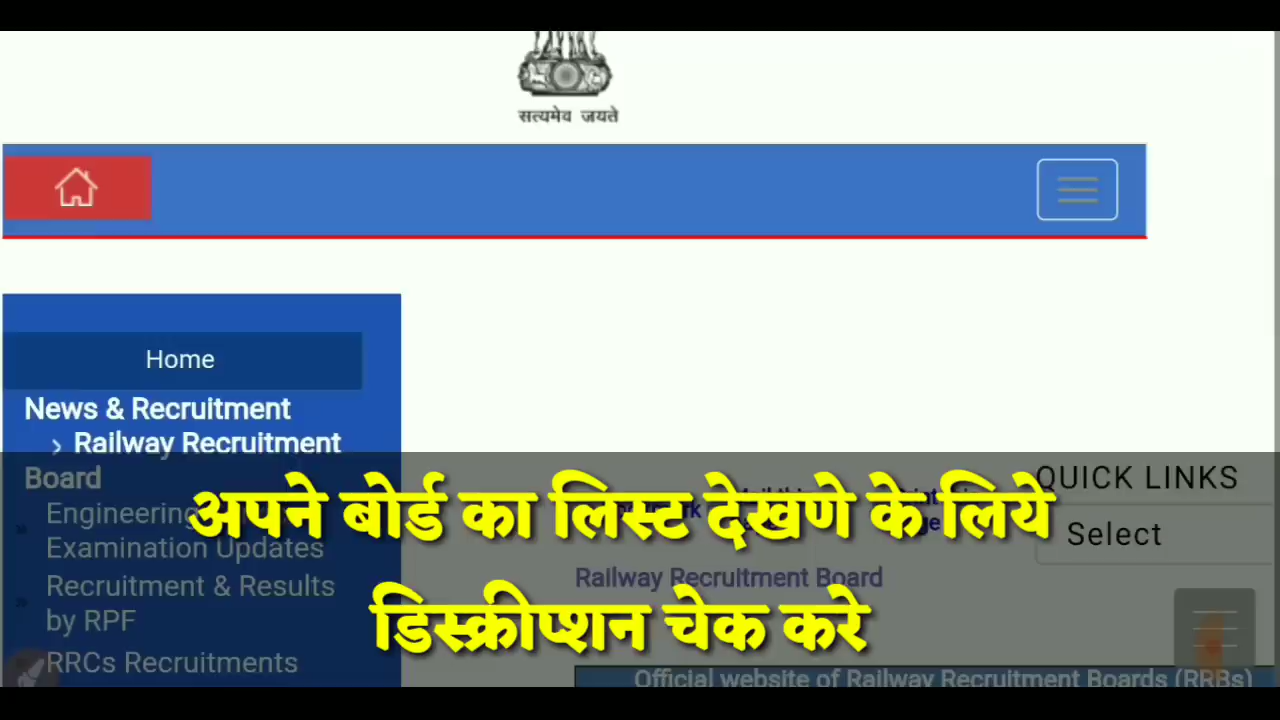 सत्यमेव जयते
Home
News & Recruitment
› Railway Recruitment
Board
Engineering
Examination Updates
Recruitment & Results
by RPF
RRCs Recruitments
QUICK LINKS
Select
अपने बोर्ड का लिस्ट देखणे के लिये
डिस्क्रीप्शन चेक करे
Railway Recruitment Board
Official website of Railway Recruitment Boards (RRBs)